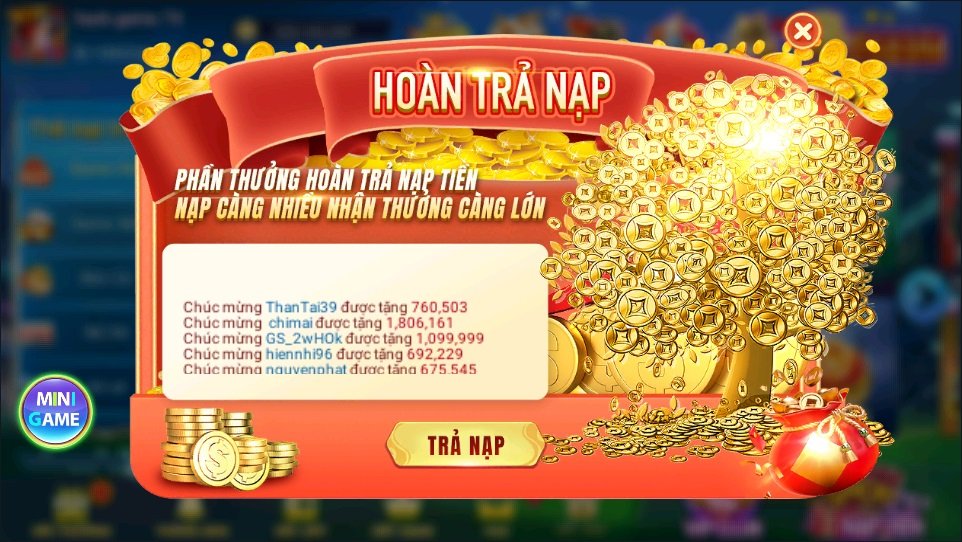 HOÀN TRẢ NẠP
PHẦN THƯỞNG HOÀN TRẢ NẠP TIỀN
NẠP CÀNG NHIỀU NHẬN THƯỞNG CÀNG LỚN
Chúc mừng ThanTai39 được tặng 760,503
Chúc mừng chimai được tặng 1,806,161
Chúc mừng GS_2wHOk được tặng 1,099,999
Chúc mừng hiennhi96 được tặng 692,229
Chúc mừng nguyenphat được tặng 675,545
MINI
GAME
TRẢ NẠP